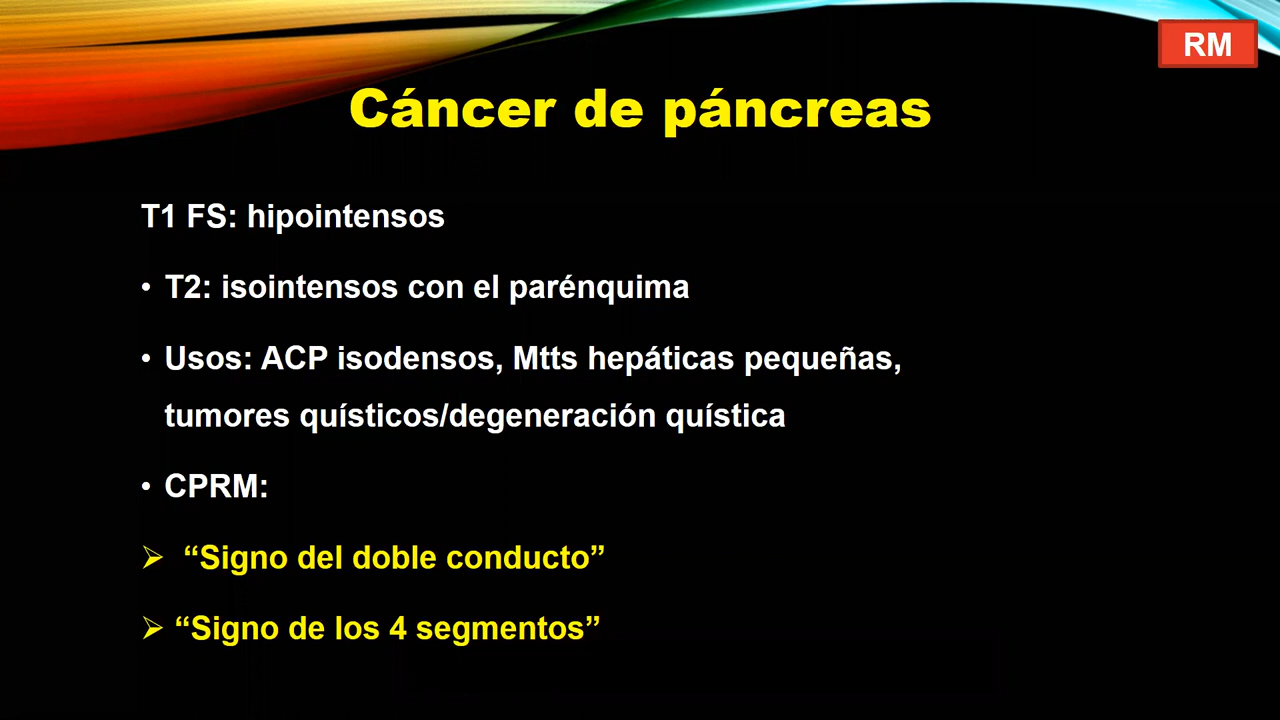 RM
Cáncer de páncreas
T1 FS: hipointensos
• T2: isointensos con el parénquima
• Usos: ACP isodensos, Mtts hepáticas pequeñas,
tumores quísticos/degeneración quística
• CPRM:
➢ “Signo del doble conducto”
➢ “Signo de los 4 segmentos”